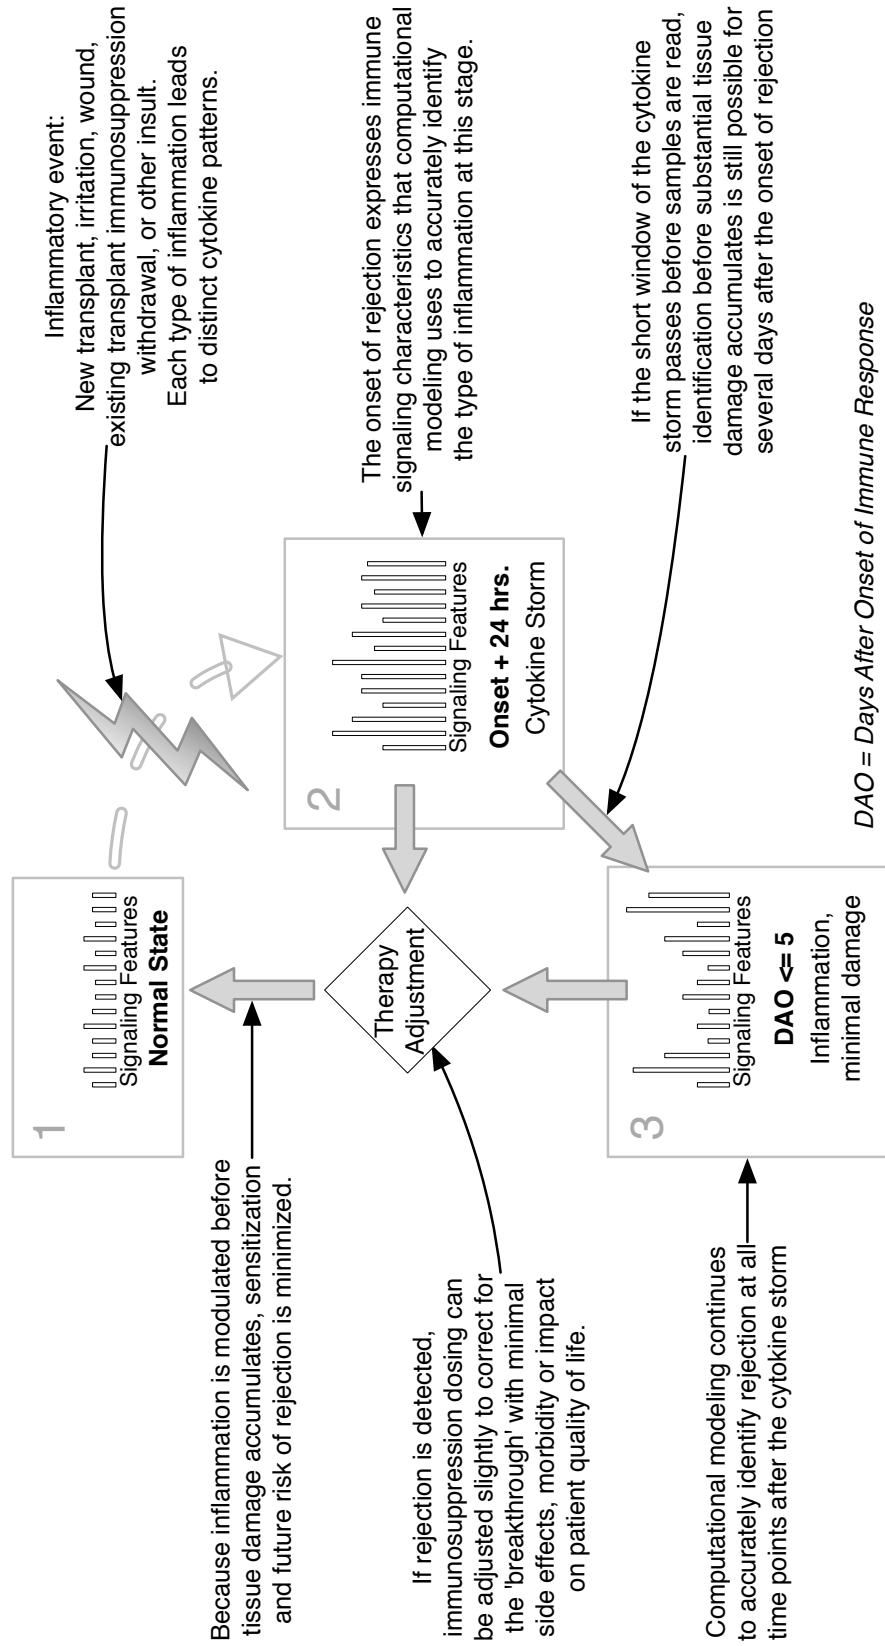 Inflammatory event:
New transplant, irritation, wound,
existing transplant immunosuppression
withdrawal, or other insult.
Each type of inflammation leads
to distinct cytokine patterns.
1
Signaling Features
Normal State
Because inflammation is modulated before
tissue damage accumulates, sensitization
and future risk of rejection is minimized.
2
Signaling Features
Onset + 24 hrs.
Cytokine Storm
The onset of rejection expresses immune
signaling characteristics that computational
modeling uses to accurately identify
the type of inflammation at this stage.
Therapy
Adjustment
If rejection is detected,
immunosuppression dosing can
be adjusted slightly to correct for
the 'breakthrough' with minimal
side effects, morbidity or impact
on patient quality of life.
If the short window of the cytokine
storm passes before samples are read,
identification before substantial tissue
damage accumulates is still possible for
several days after the onset of rejection
3
Signaling Features
DAO <= 5
Inflammation,
minimal damage
Computational modeling continues
to accurately identify rejection at all
time points after the cytokine storm
DAO = Days After Onset of Immune Response